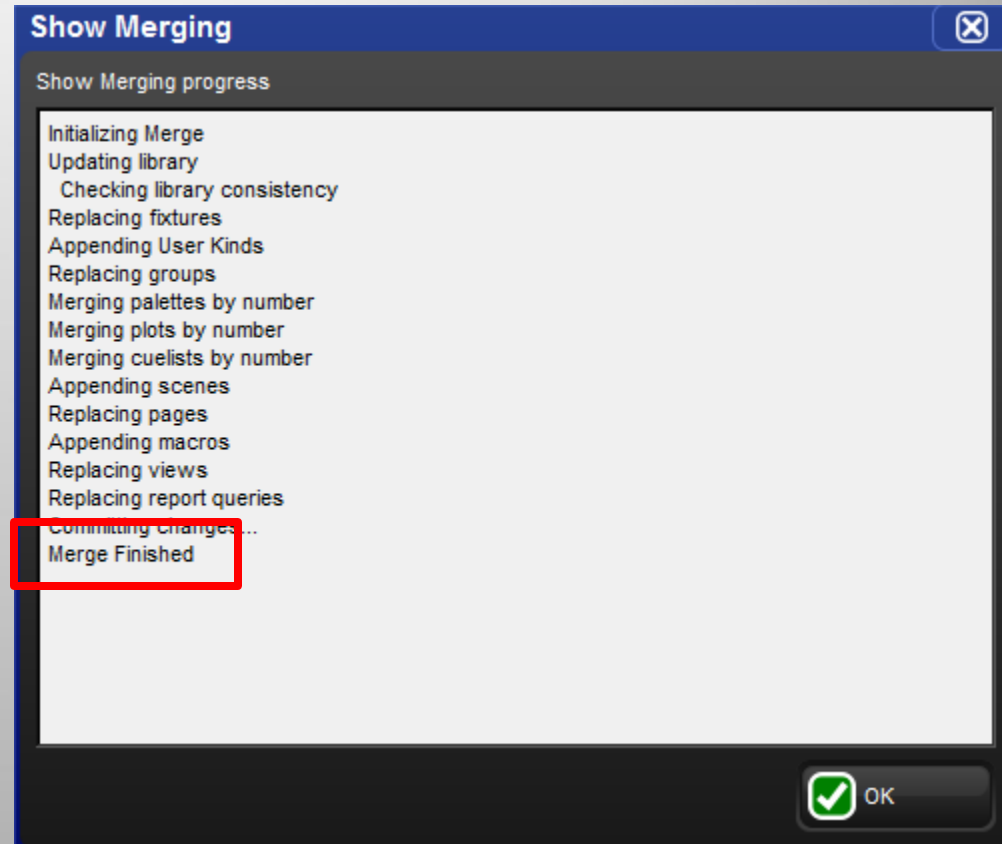 Show Merging
Show Merging progress
Initializing Merge
Updating library
Checking library consistency
Replacing fixtures
Appending User Kinds
Replacing groups
Merging palettes by number
Merging plots by number
Merging cuelists by number
Appending scenes
Replacing pages
Appending macros
Replacing views
Replacing report queries
Committing changes...
Merge Finished
OK